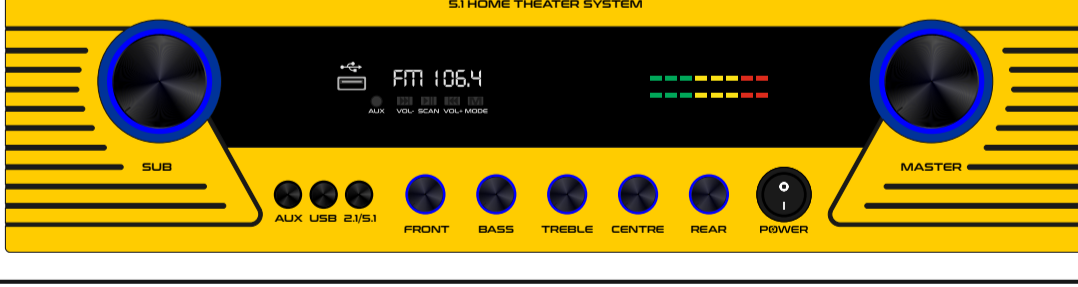 5.1 HOME THEATER SYSTEM
FM 106.4
AUX VOL- SCAN VOL+ MODE
SUB
MASTER
AUX USB 2.1/5.1
FRONT BASS TREBLE CENTRE REAR POWER